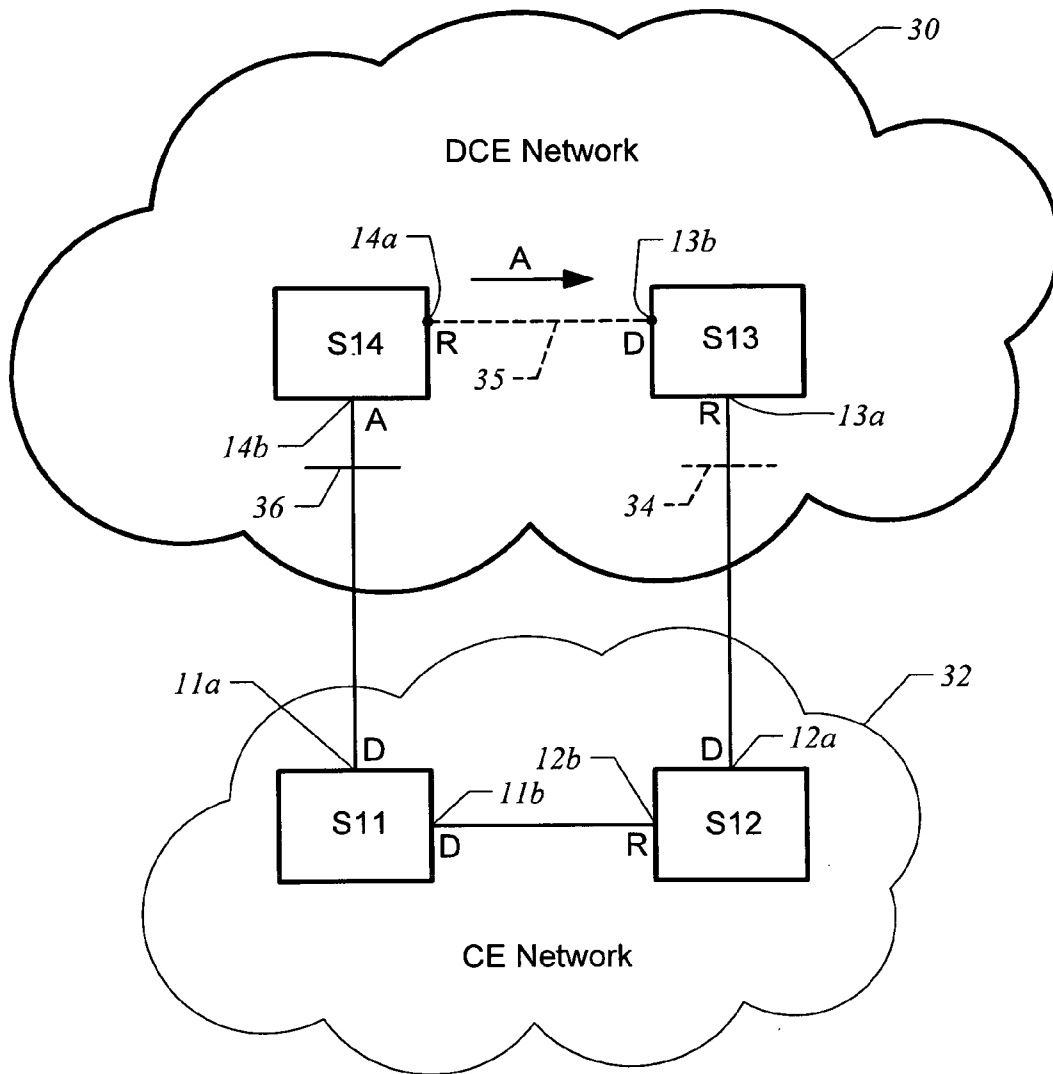 30
DCE Network
14a
A
13b
S14
R
D
S13
35
A
R
14b
13a
36
34
11a
32
D
D
12a
12b
S11
11b
S12
D
R
CE Network